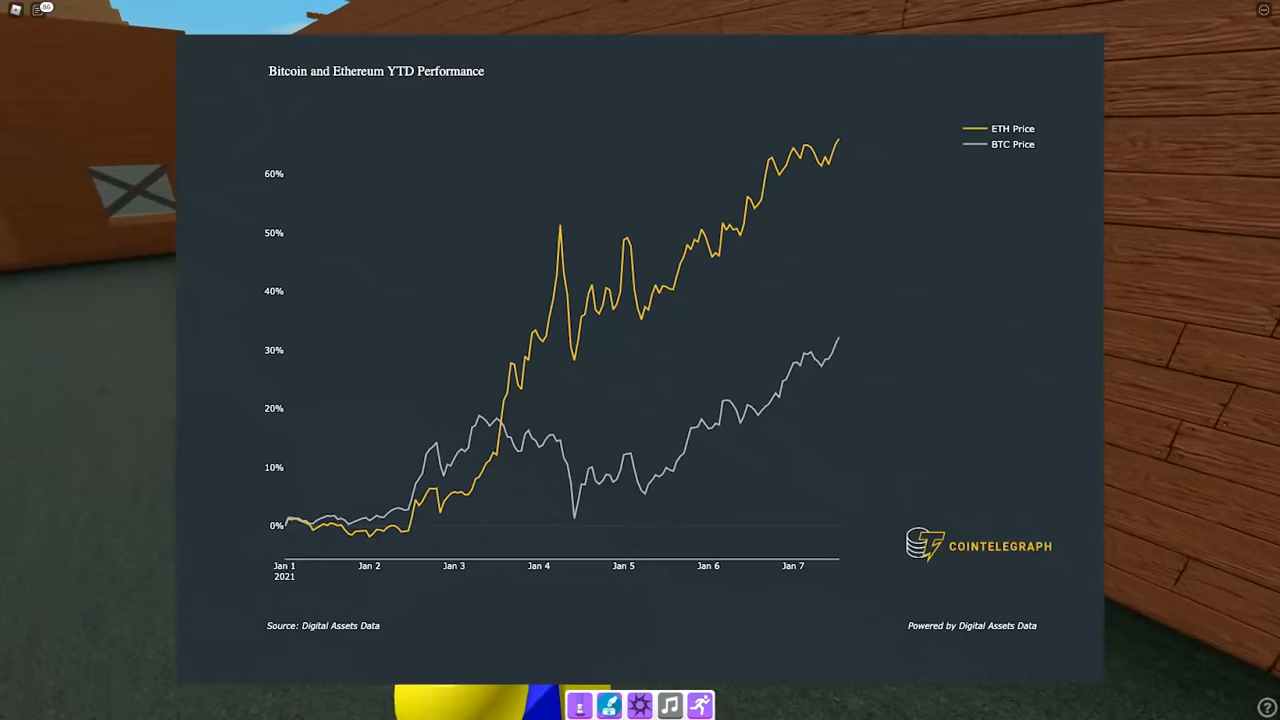 86
Bitcoin and Ethereum YTD Performance
ETH Price
BTC Price
60%
50%
40%
30%
20%
10%
0%
Jan 1 Jan 2 Jan 3 Jan 4 Jan 5 Jan 6 Jan 7
2021
COINTELEGRAPH
Source: Digital Assets Data
Powered by Digital Assets Data
?